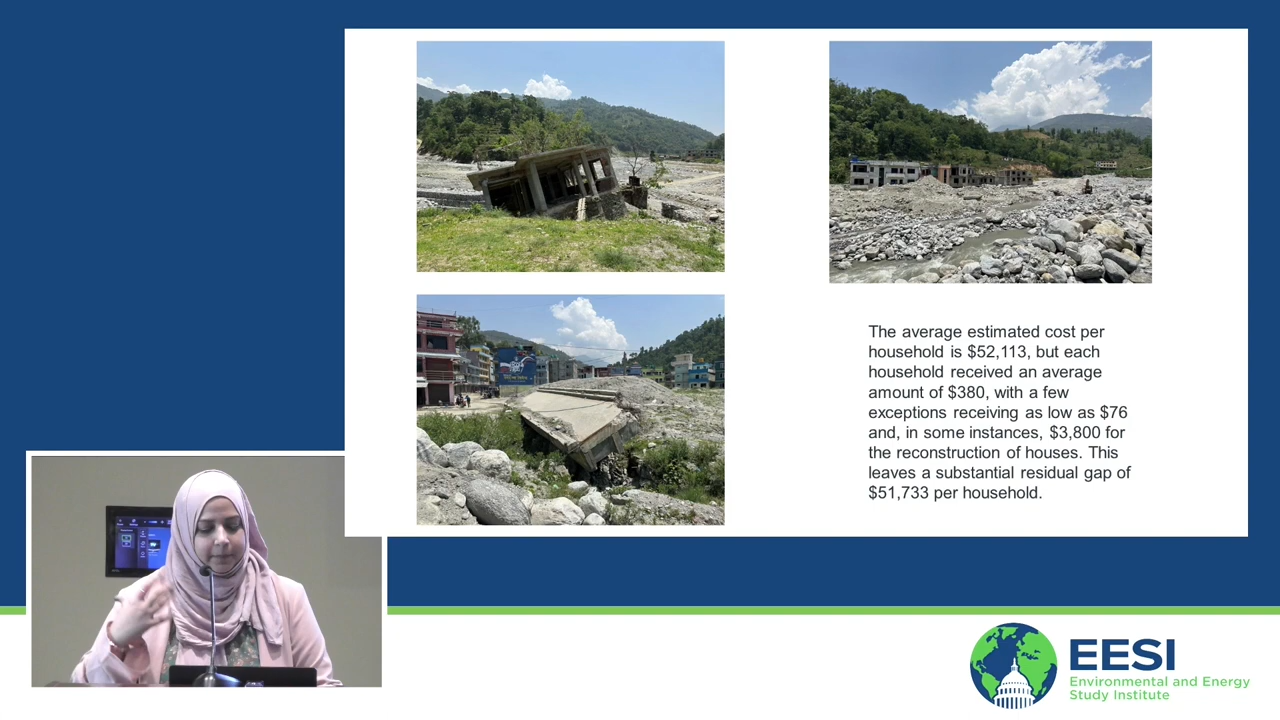 The average estimated cost per
household is $52,113, but each
household received an average
amount of $380, with a few
exceptions receiving as low as $76
and, in some instances, $3,800 for
the reconstruction of houses. This
leaves a substantial residual gap of
$51,733 per household.
EESI
Environmental and Energy
Study Institute